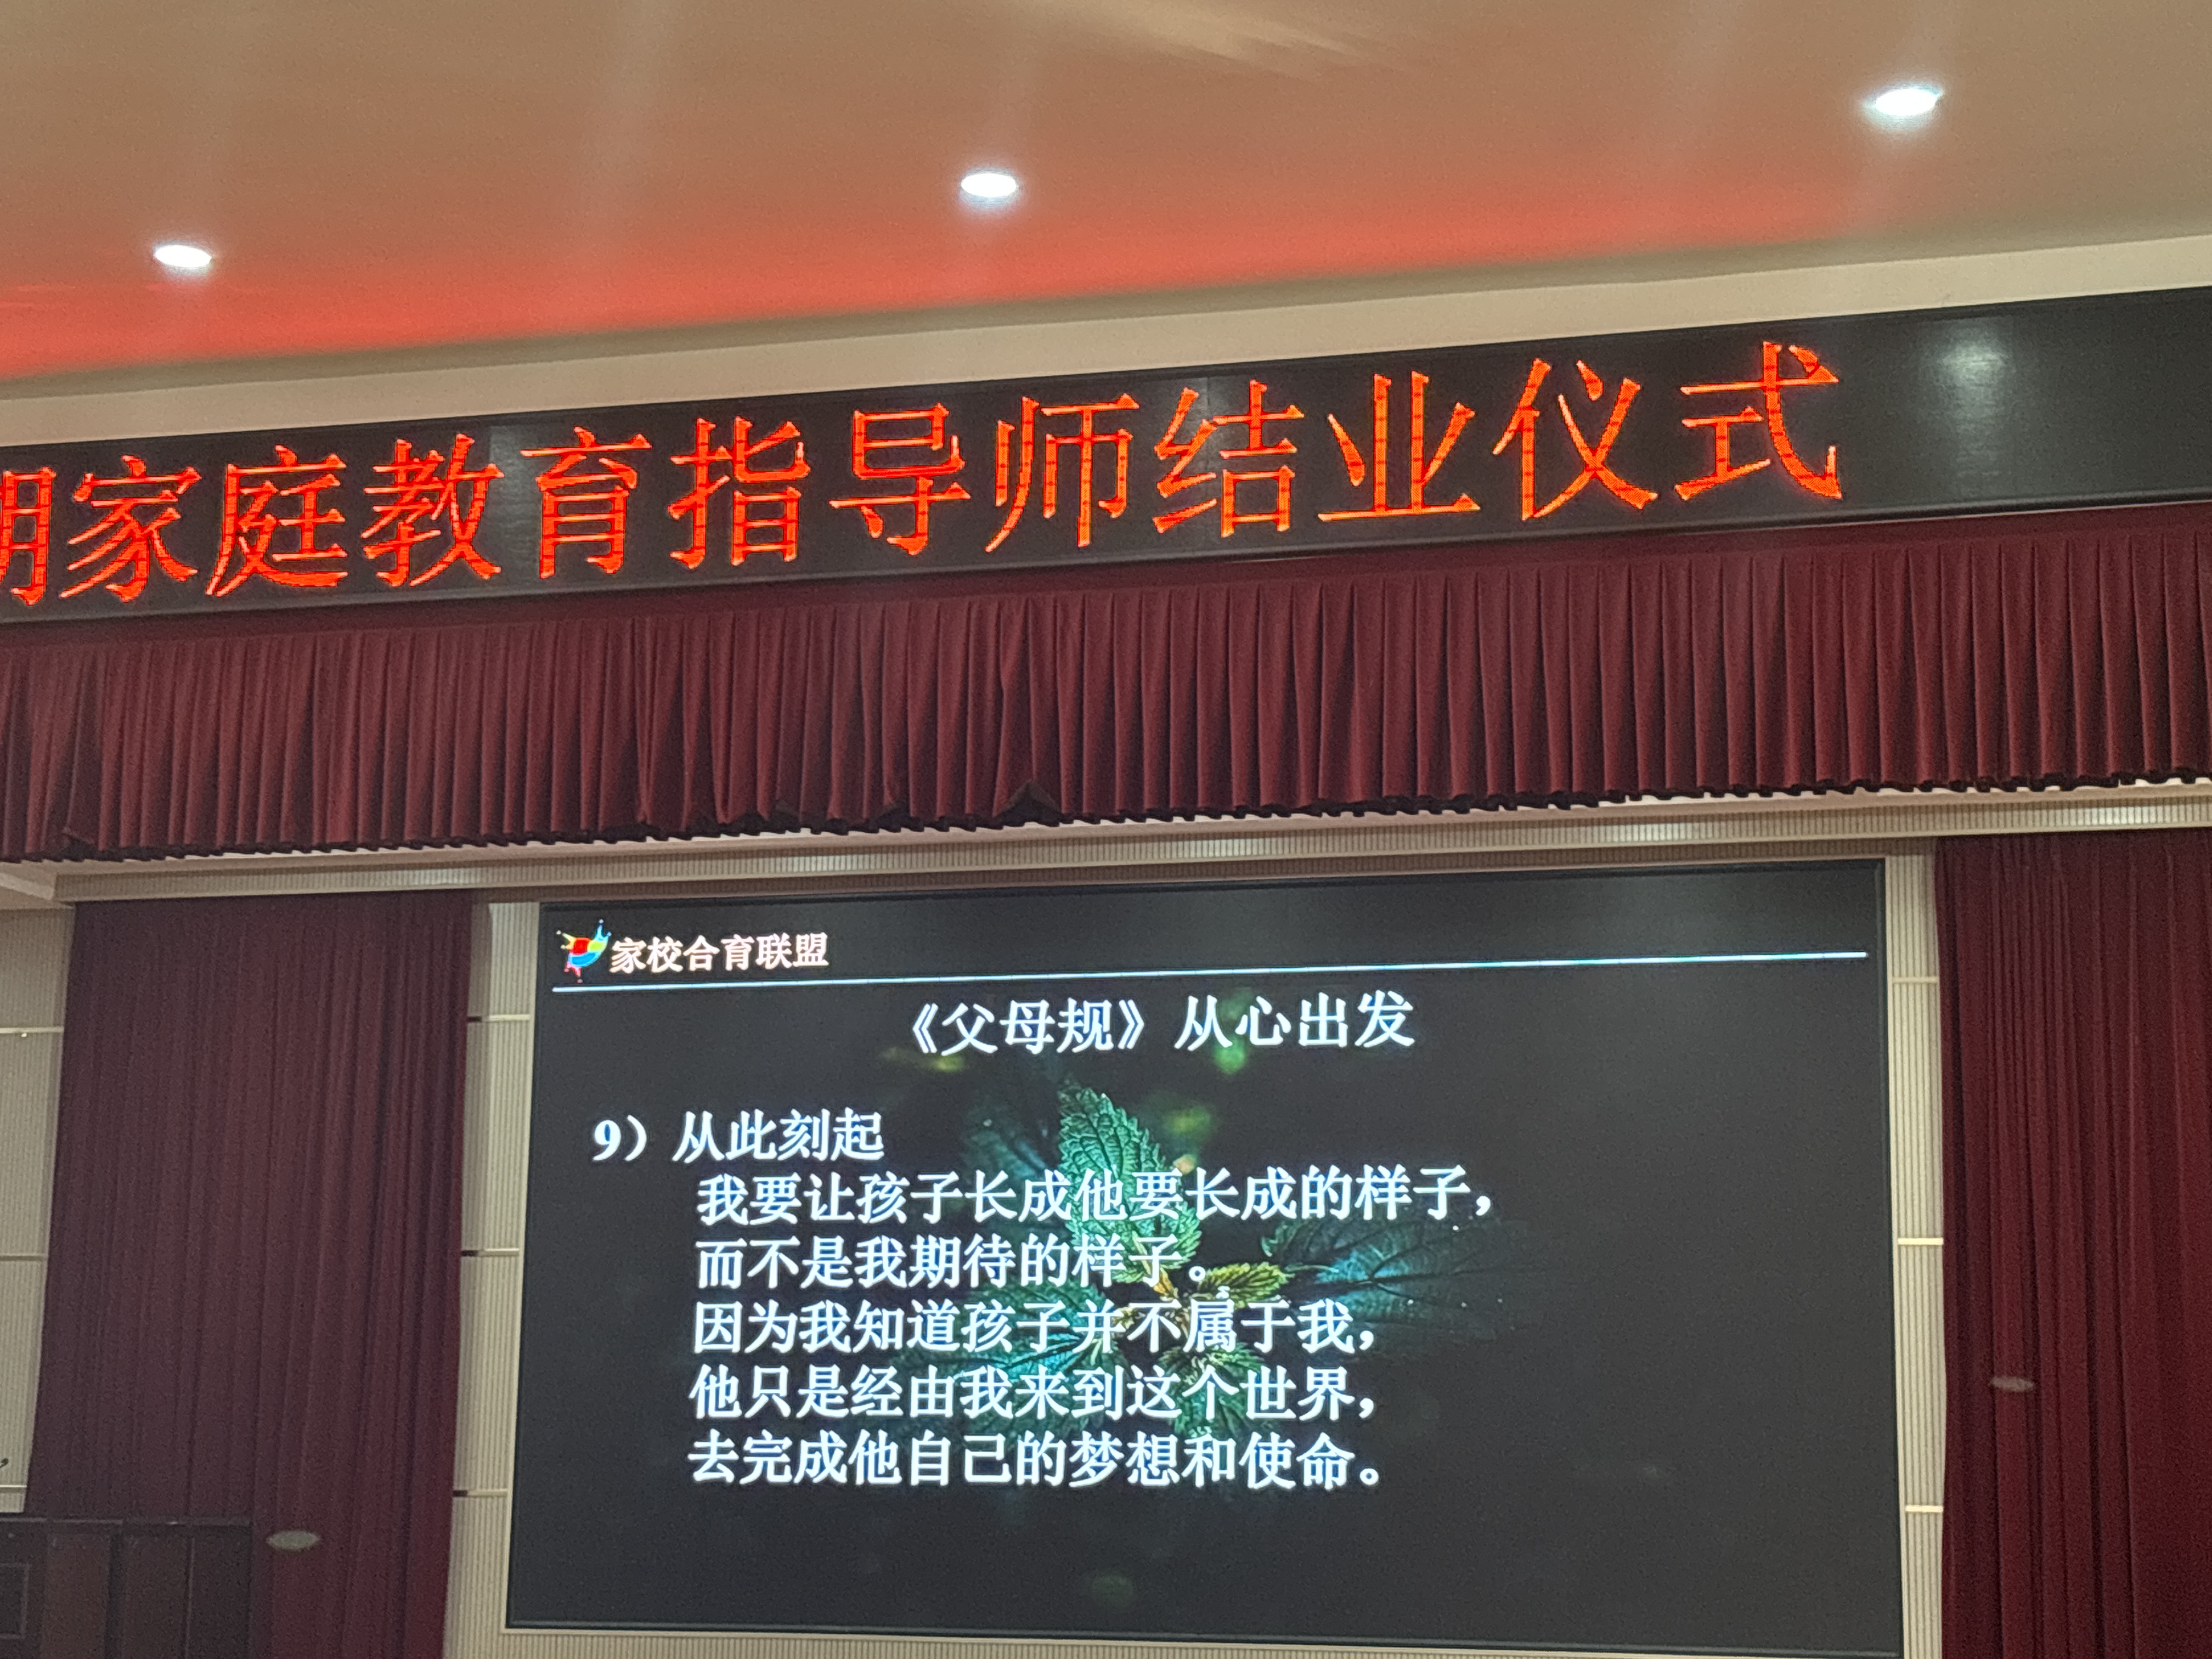 期家庭教育指导师结业仪式
家校合育联盟
《父母规》从心出发
9）从此刻起
我要让孩子长成他要长成的样子，
而不是我期待的样子。
因为我知道孩子并不属于我，
他只是经由我来到这个世界，
去完成他自己的梦想和使命。